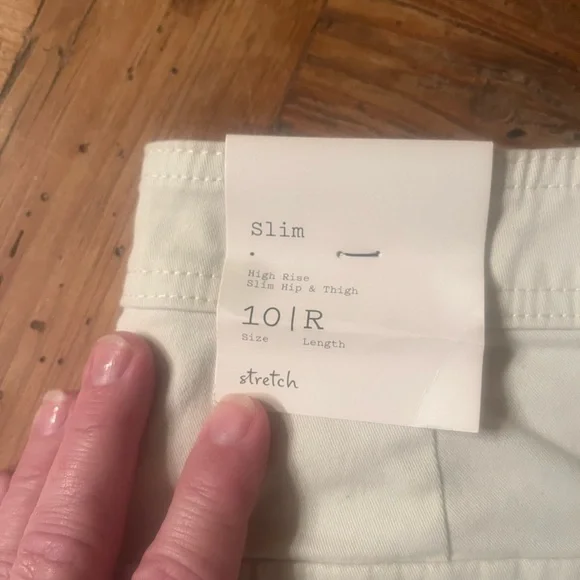 Slim
High Rise
Slim Hip & Thigh
10|R
Size Length
stretch